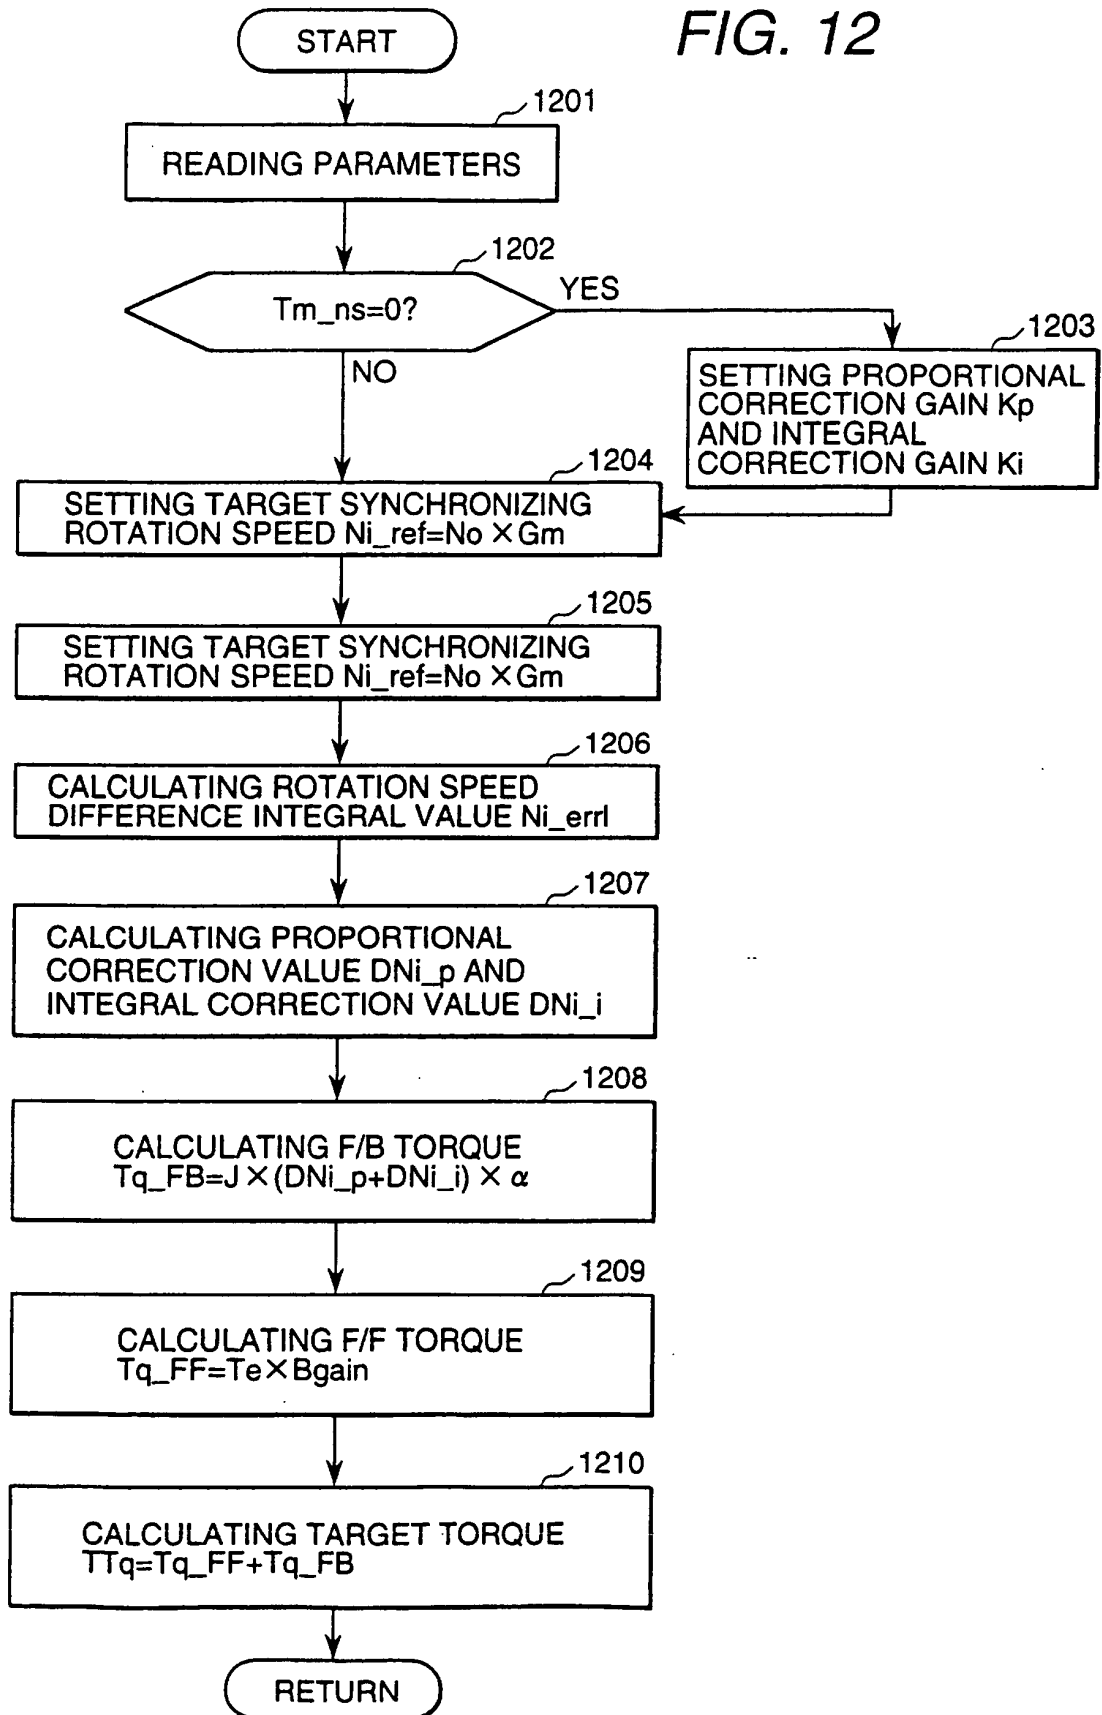 FIG. 12
START
1201
READING PARAMETERS
1202
Tm_ns=0?
YES
NO
1203
SETTING PROPORTIONAL
CORRECTION GAIN Kp
AND INTEGRAL
CORRECTION GAIN Ki
1204
SETTING TARGET SYNCHRONIZING
ROTATION SPEED Ni_ref=No×Gm
1205
SETTING TARGET SYNCHRONIZING
ROTATION SPEED Ni_ref=No×Gm
1206
CALCULATING ROTATION SPEED
DIFFERENCE INTEGRAL VALUE Ni_errI
1207
CALCULATING PROPORTIONAL
CORRECTION VALUE DNi_p AND
INTEGRAL CORRECTION VALUE DNi_i
1208
CALCULATING F/B TORQUE
Tq_FB=J×(DNi_p+DNi_i)×α
1209
CALCULATING F/F TORQUE
Tq_FF=Te×Bgain
1210
CALCULATING TARGET TORQUE
TTq=Tq_FF+Tq_FB
RETURN